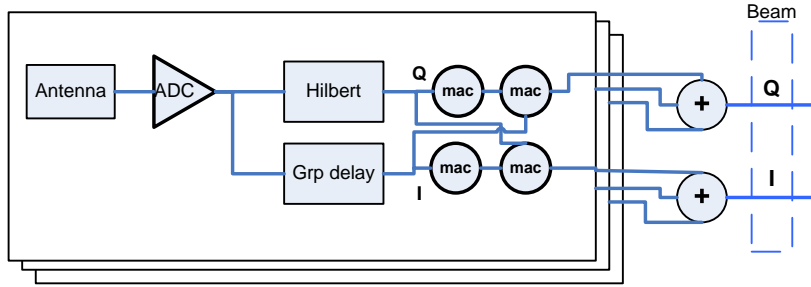 Beam
Antenna
ADC
Hilbert
Q
mac
mac
+
Q
Grp delay
I
mac
mac
+
I